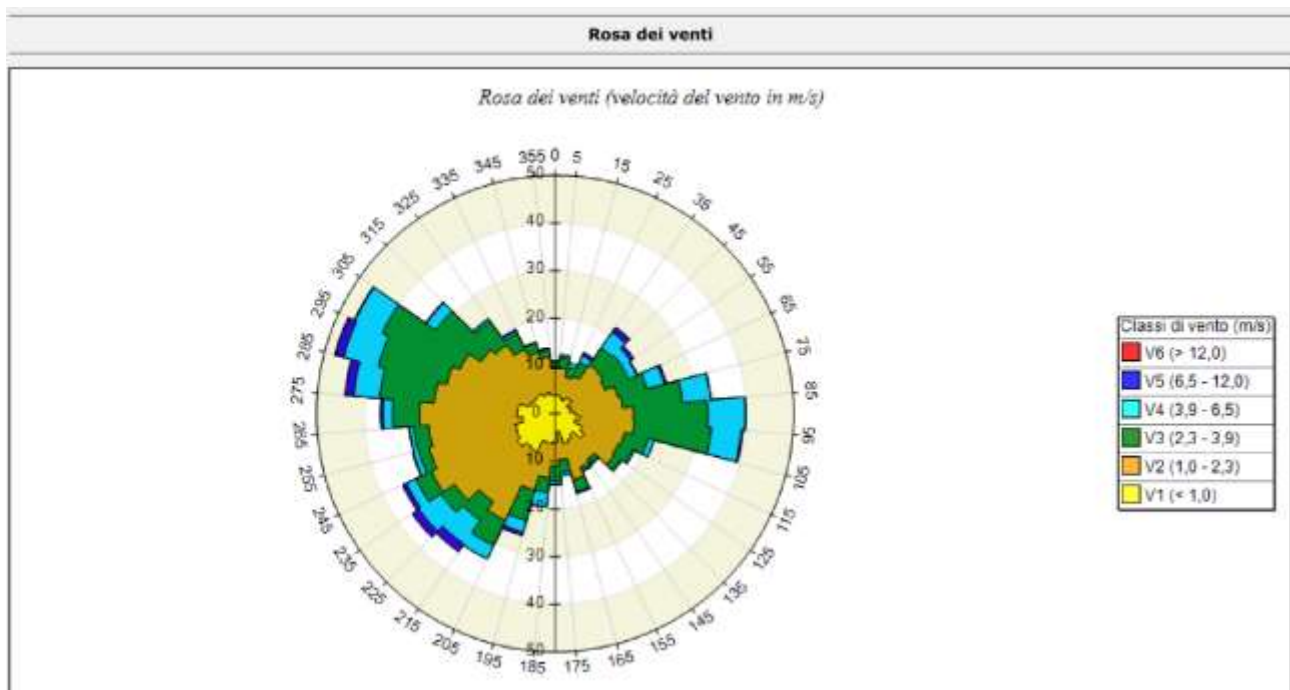 Rosa dei venti
Rosa dei venti (velocità del vento in m/s)
355 0 5
345 15
335 25
325 35
315 45
305 55
295 65
285 75
275 85
265 95
255 105
245 115
235 125
225 135
215 145
205 155
195 165
185 175
50
40
30
20
10
0
10
20
30
40
50
Classi di vento (m/s)
V6 (> 12,0)
V5 (6,5 - 12,0)
V4 (3,9 - 6,5)
V3 (2,3 - 3,9)
V2 (1,0 - 2,3)
V1 (< 1,0)